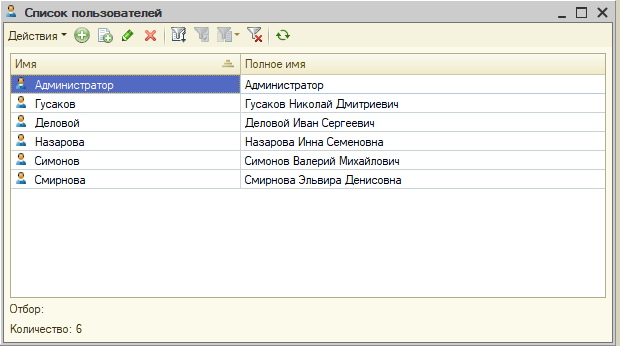 Список пользователей
Действия
Имя Полное имя
Администратор Администратор
Гусаков Гусаков Николай Дмитриевич
Деловой Деловой Иван Сергеевич
Назарова Назарова Инна Семеновна
Симонов Симонов Валерий Михайлович
Смирнова Смирнова Эльвира Денисовна
Отбор:
Количество: 6